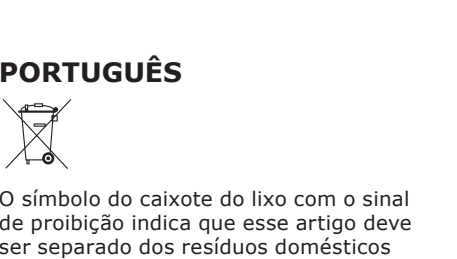 PORTUGUÊS
O símbolo do caixote do lixo com o sinal
de proibição indica que esse artigo deve
ser separado dos resíduos domésticos